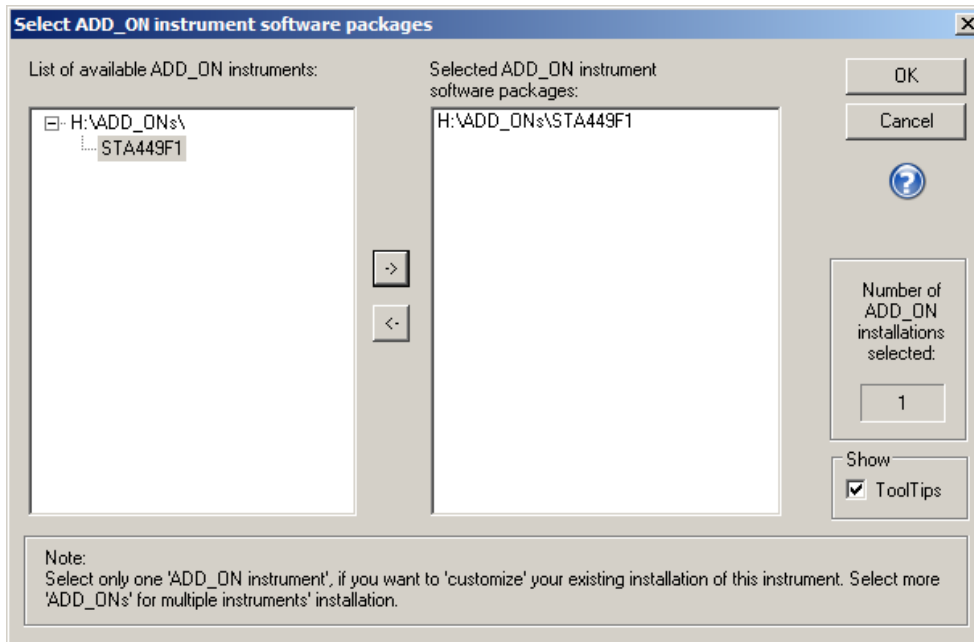 Select ADD_ON instrument software packages
List of available ADD_ON instruments:
H:\ADD_ONs\
STA449F1
->
<-
Selected ADD_ON instrument
software packages:
H:\ADD_ONs\STA449F1
OK
Cancel
?
Number of
ADD_ON
installations
selected:
1
Show
ToolTips
Note:
Select only one 'ADD_ON instrument', if you want to 'customize' your existing installation of this instrument. Select more
'ADD_ONs' for multiple instruments' installation.